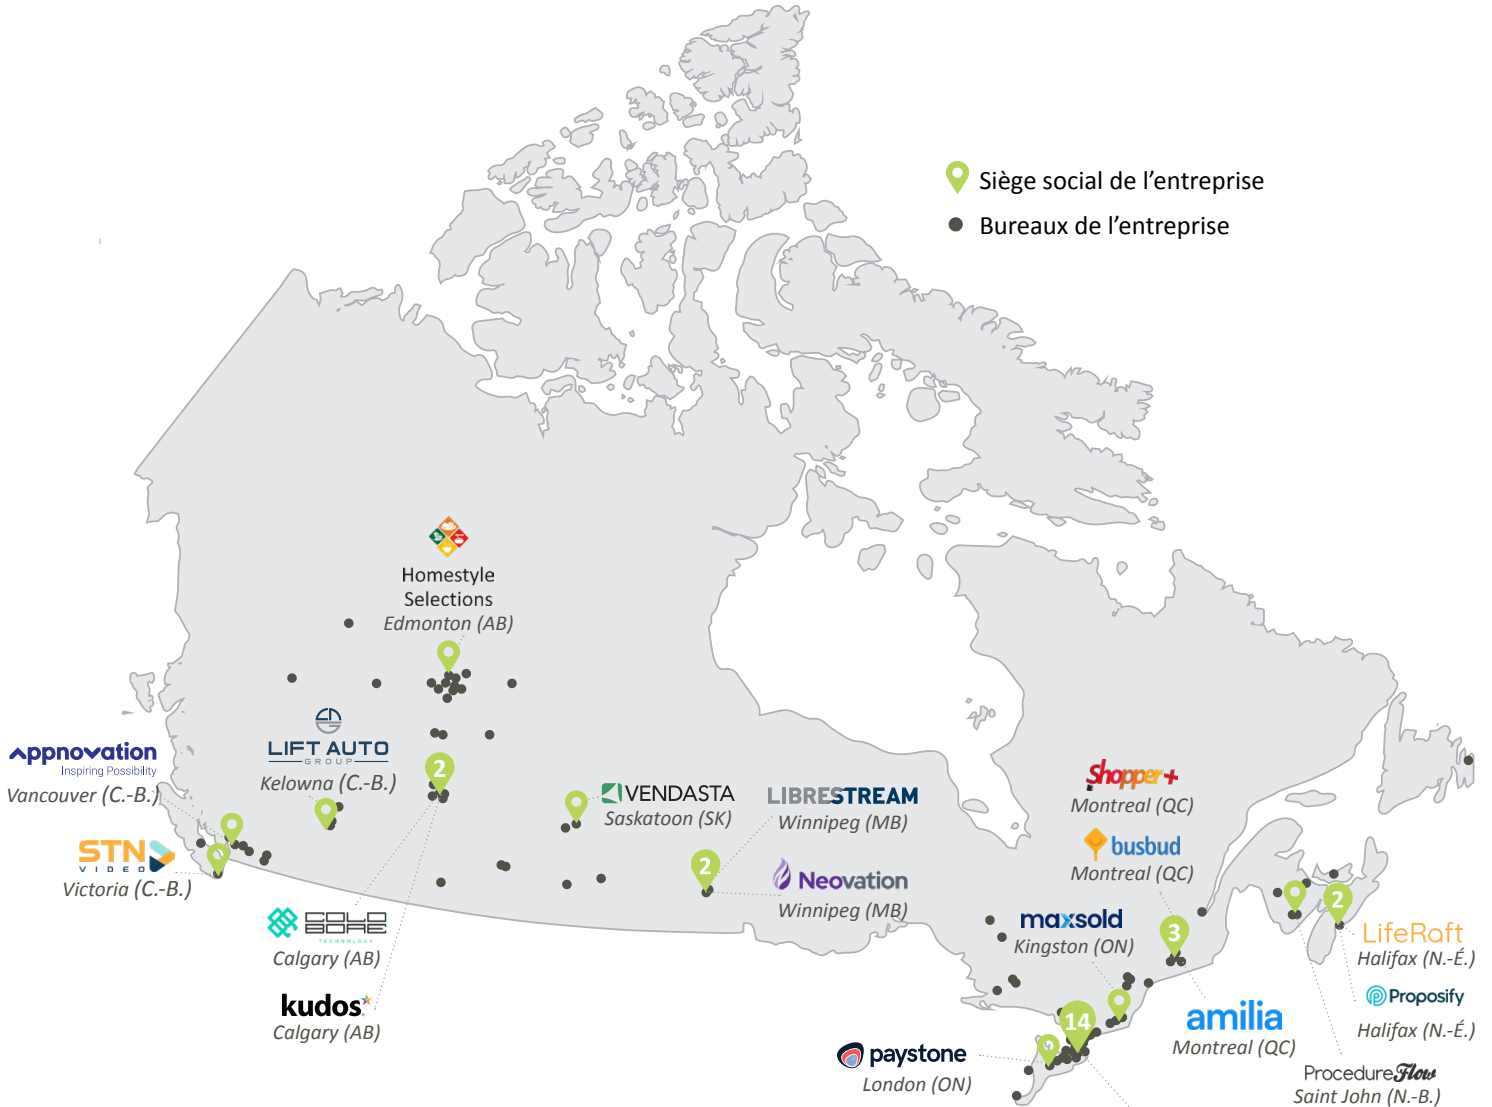 Siège social de l'entreprise
Bureaux de l'entreprise
Homestyle
Selections
Edmonton (AB)
LIFT AUTO
GROUP
Kelowna (C.-B.)
Appnovation
Inspiring Possibility
Vancouver (C.-B.)
STN
VIDEO
Victoria (C.-B.)
2
COLD
BORE
TECHNOLOGY
Calgary (AB)
kudos
Calgary (AB)
VENDASTA
Saskatoon (SK)
LIBRESTREAM
Winnipeg (MB)
2
Neovation
Winnipeg (MB)
Shopper+
Montreal (QC)
busbud
Montreal (QC)
maxsold
Kingston (ON)
3
amilia
Montreal (QC)
14
paystone
London (ON)
2
LifeRaft
Halifax (N.-É.)
Proposify
Halifax (N.-É.)
ProcedureFlow
Saint John (N.-B.)